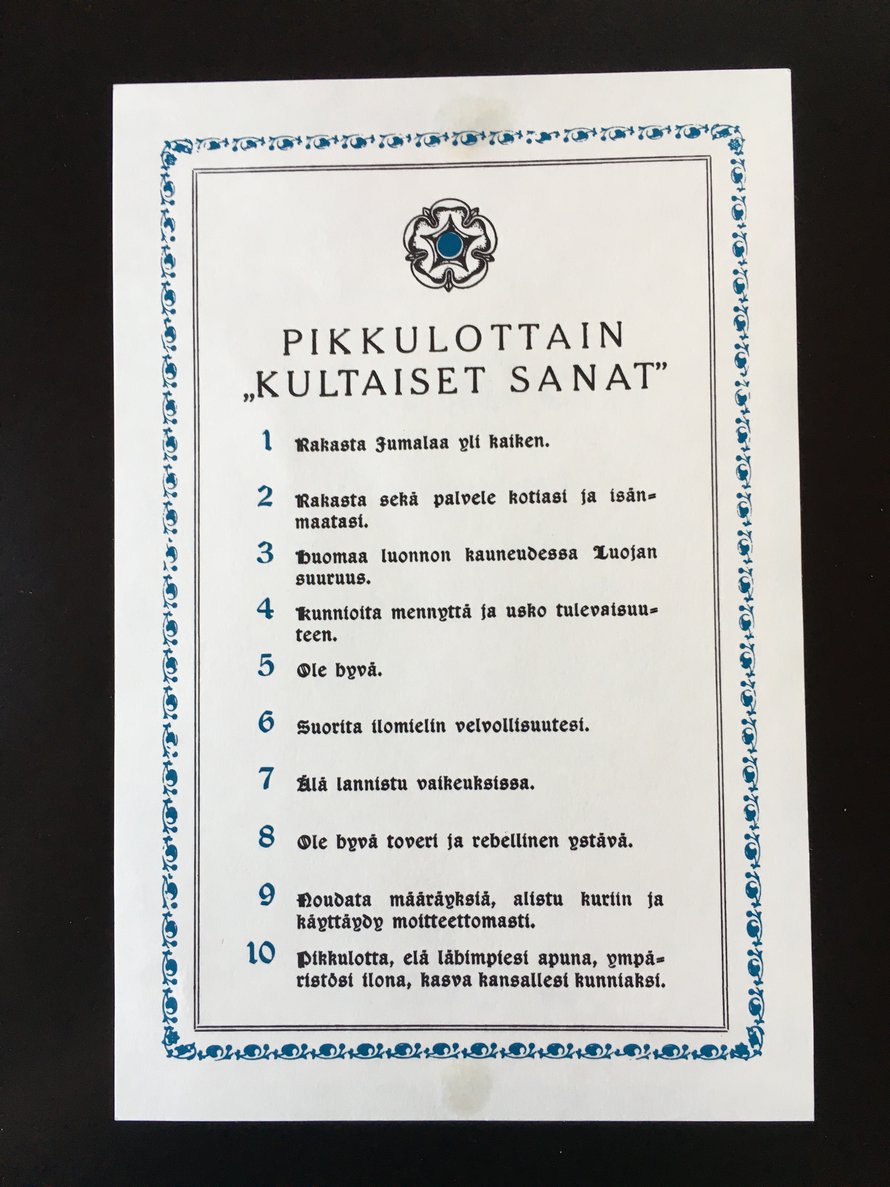 PIKKULOTTAIN
„KULTAISET SANAT”
1 Rakasta Jumalaa yli kaiken.
2 Rakasta sekä palvele kotiasi ja isän-
maatasi.
3 Huomaa luonnon kauneudessa Luojan
suuruus.
4 Kunnioita mennyttä ja usko tulevaisuu-
teen.
5 Ole hyvä.
6 Suorita ilomielin velvollisuutesi.
7 Älä lannistu vaikeuksissa.
8 Ole hyvä toveri ja rehellinen ystävä.
9 Noudata määräyksiä, alistu kuriin ja
käyttäydy moitteettomasti.
10 Pikkulotta, elä lähimpiesi apuna, ympä-
ristösi ilona, kasva kansallesi kunniaksi.